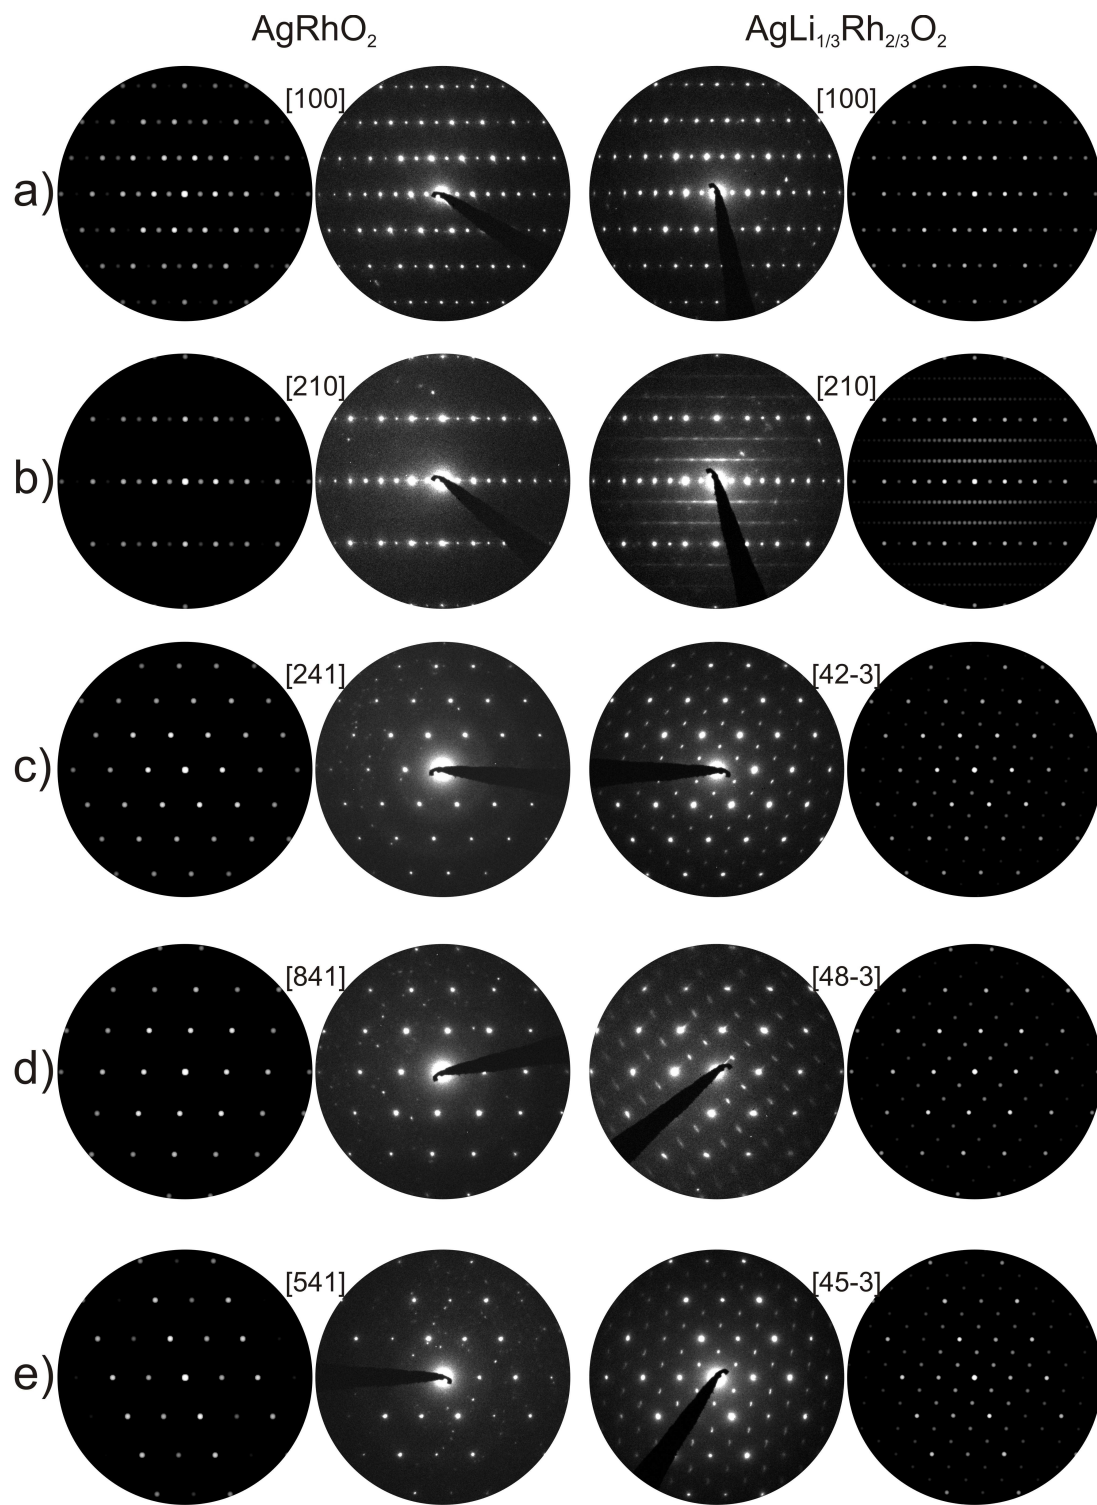 AgRhO₂ AgLi₁/₃Rh₂/₃O₂
a) [100] [100]
b) [210] [210]
c) [241] [42-3]
d) [841] [48-3]
e) [541] [45-3]